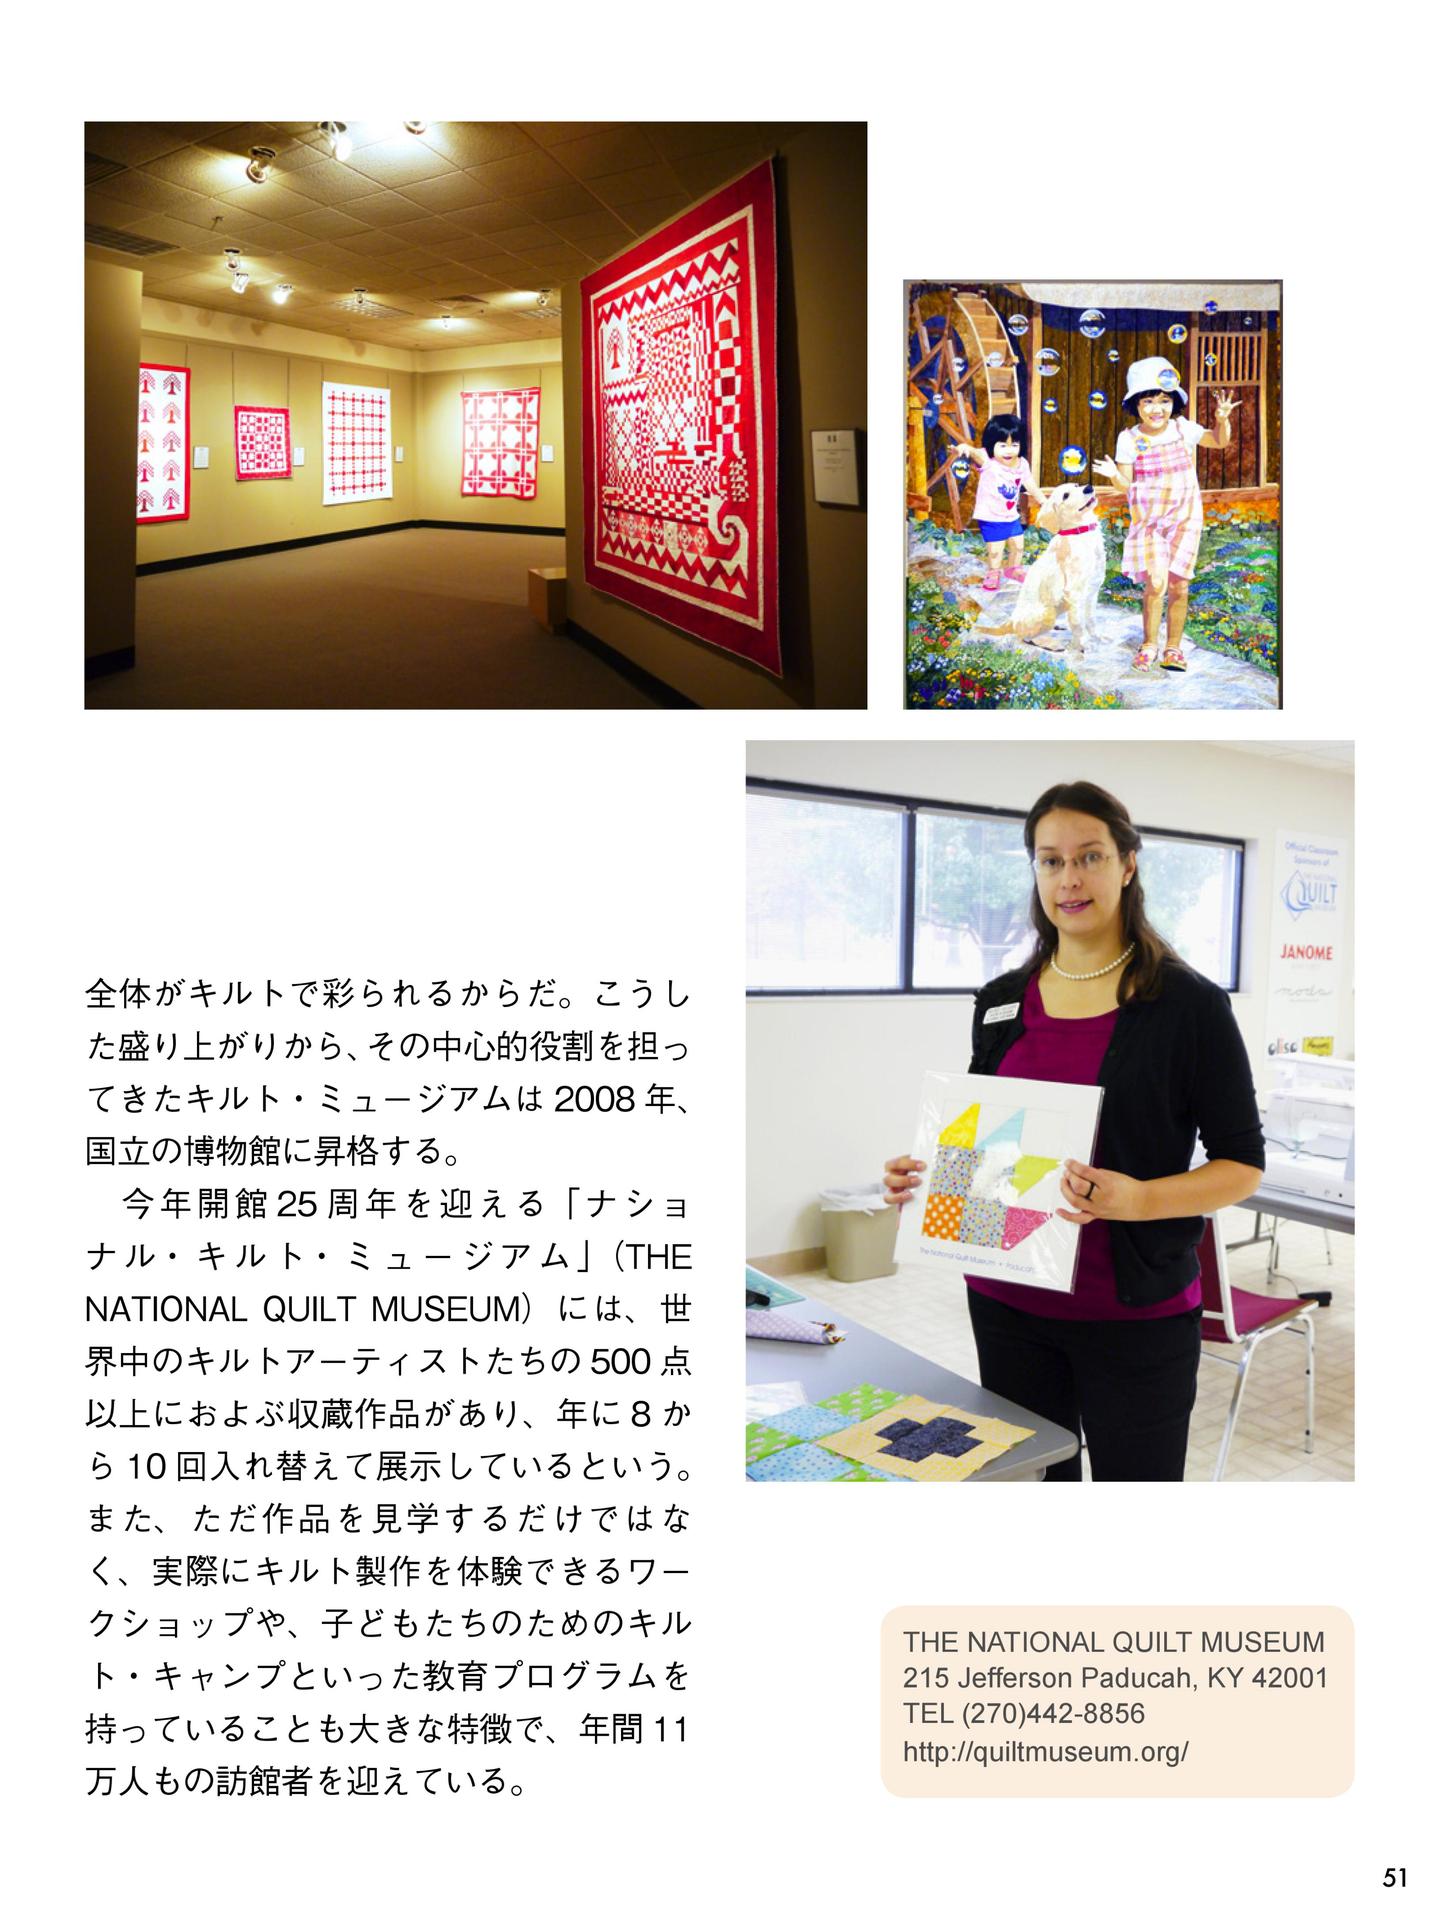 全体がキルトで彩られるからだ。こうし
た盛り上がりから、その中心的役割を担っ
てきたキルト・ミュージアムは 2008 年、
国立の博物館に昇格する。
今年開館 25 周年を迎える「ナショ
ナル・キルト・ミュージアム」（THE
NATIONAL QUILT MUSEUM）には、世
界中のキルトアーティストたちの 500 点
以上におよぶ収蔵作品があり、年に 8 か
ら 10 回入れ替えて展示しているという。
また、ただ作品を見学するだけではな
く、実際にキルト製作を体験できるワー
クショップや、子どもたちのためのキル
ト・キャンプといった教育プログラムを
持っていることも大きな特徴で、年間 11
万人もの訪館者を迎えている。
Official Classroom
Sponsors of
THE NATIONAL
QUILT
MUSEUM
JANOME
moda
oliso
The National Quilt Museum • Paducah
THE NATIONAL QUILT MUSEUM
215 Jefferson Paducah, KY 42001
TEL (270)442-8856
http://quiltmuseum.org/
51